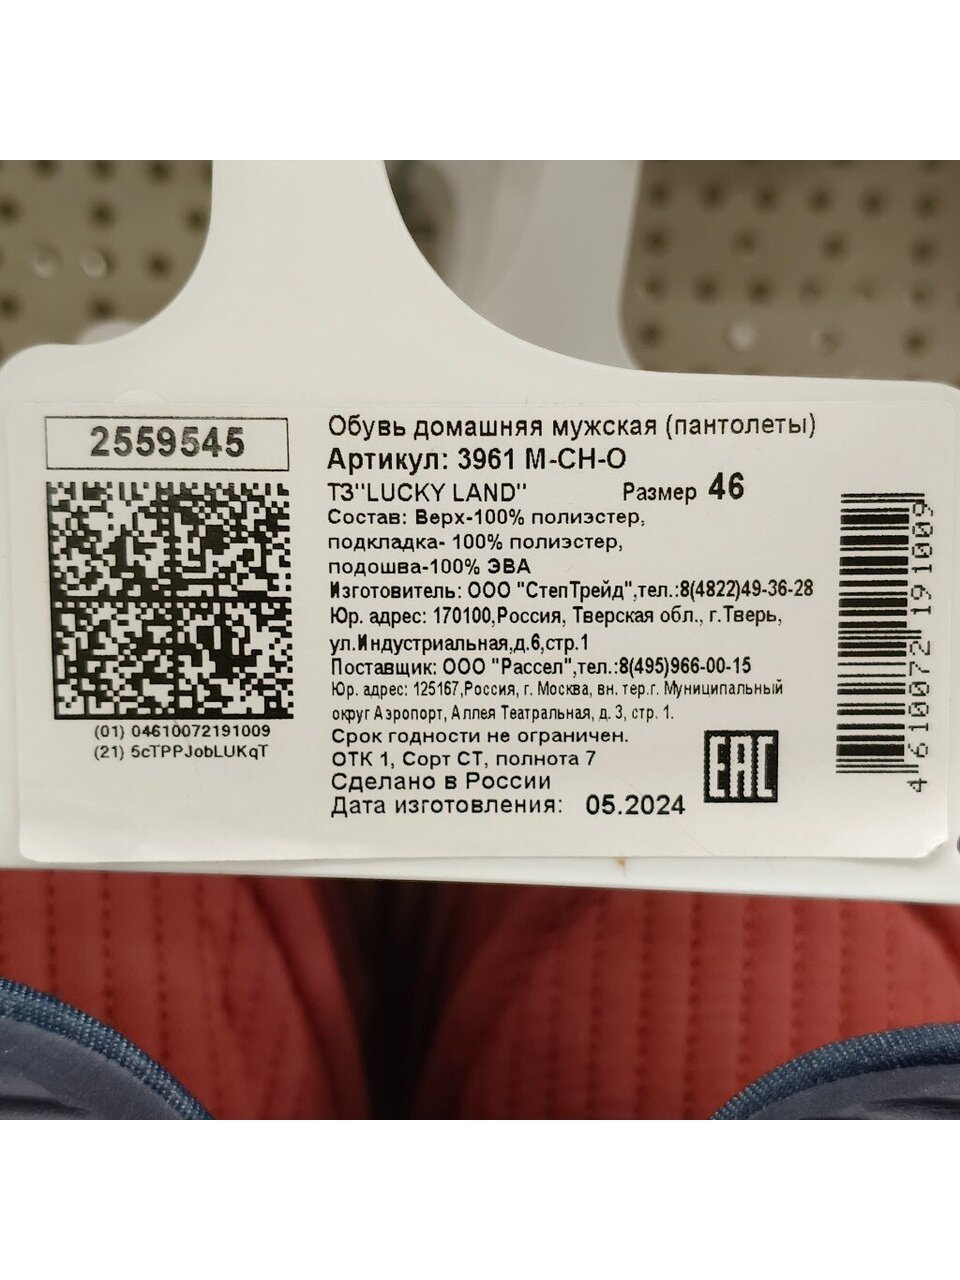 2559545
Обувь домашняя мужская (пантолеты)
Артикул: 3961 M-CH-O
ТЗ"LUCKY LAND" Размер 46
Состав: Верх-100% полиэстер,
подкладка- 100% полиэстер,
подошва-100% ЭВА
Изготовитель: ООО "СтепТрейд",тел.:8(4822)49-36-28
Юр. адрес: 170100,Россия, Тверская обл., г.Тверь,
ул.Индустриальная,д.6,стр.1
Поставщик: ООО "Рассел",тел.:8(495)966-00-15
Юр. адрес: 125167,Россия, г. Москва, вн. тер.г. Муниципальный
округ Аэропорт, Аллея Театральная, д. 3, стр. 1.
Срок годности не ограничен.
ОТК 1, Сорт СТ, полнота 7
Сделано в России
Дата изготовления: 05.2024
(01) 04610072191009
(21) 5cTPPJobLUKqT
EAC
4 610072 191009